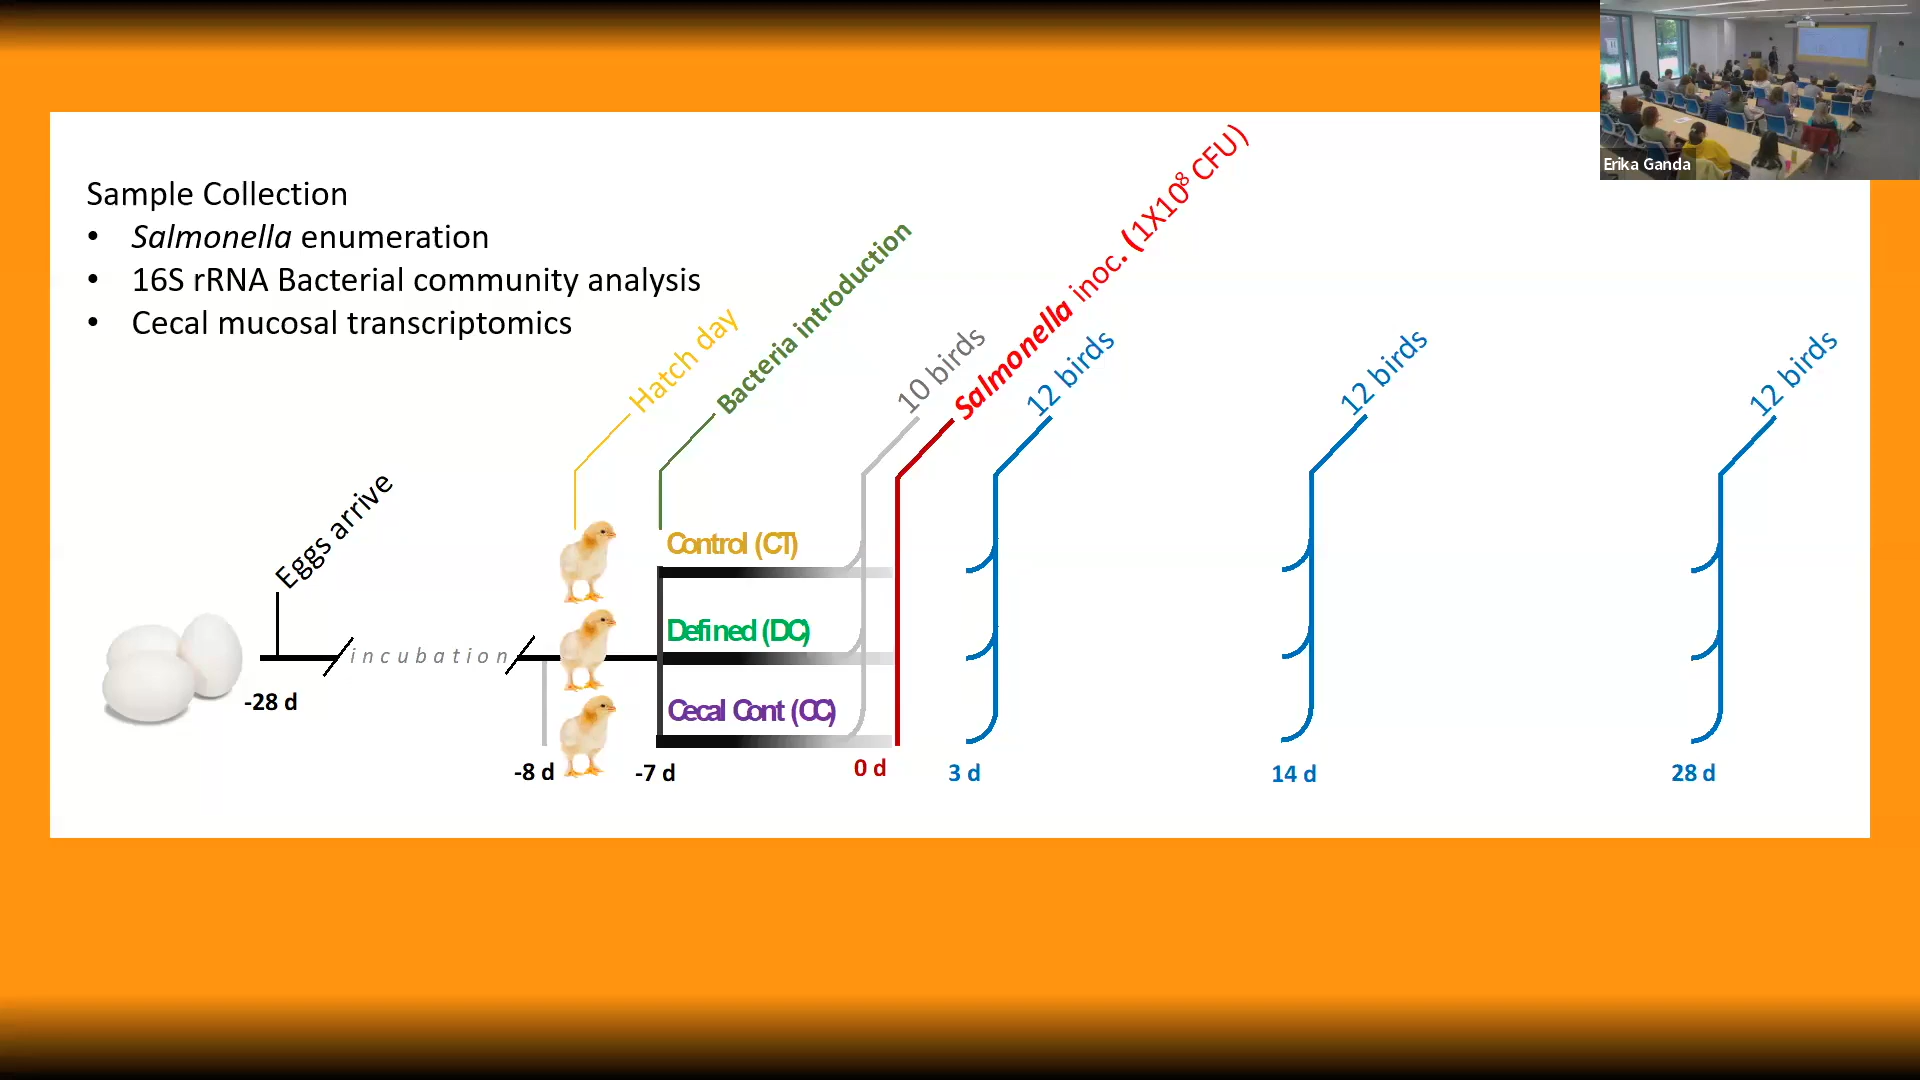 Sample Collection
• Salmonella enumeration
• 16S rRNA Bacterial community analysis
• Cecal mucosal transcriptomics
Eggs arrive
incubation
Hatch day
Bacteria introduction
10 birds
Salmonella inoc. (1X10⁸ CFU)
12 birds
12 birds
12 birds
Control (CT)
Defined (DC)
Cecal Cont (CC)
-28 d
-8 d
-7 d
0 d
3 d
14 d
28 d
Erika Ganda